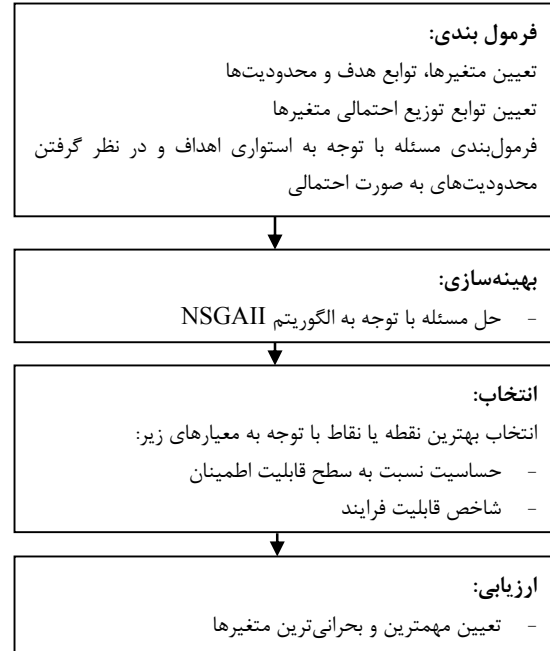 فرمول بندی:
تعیین متغیرها، توابع هدف و محدودیت‌ها
تعیین توابع توزیع احتمالی متغیرها
فرمول‌بندی مسئله با توجه به استواری اهداف و در نظر گرفتن
محدودیت‌های به صورت احتمالی
بهینه‌سازی:
- حل مسئله با توجه به الگوریتم NSGAII
انتخاب:
انتخاب بهترین نقطه یا نقاط با توجه به معیارهای زیر:
- حساسیت نسبت به سطح قابلیت اطمینان
- شاخص قابلیت فرایند
ارزیابی:
- تعیین مهمترین و بحرانی‌ترین متغیرها